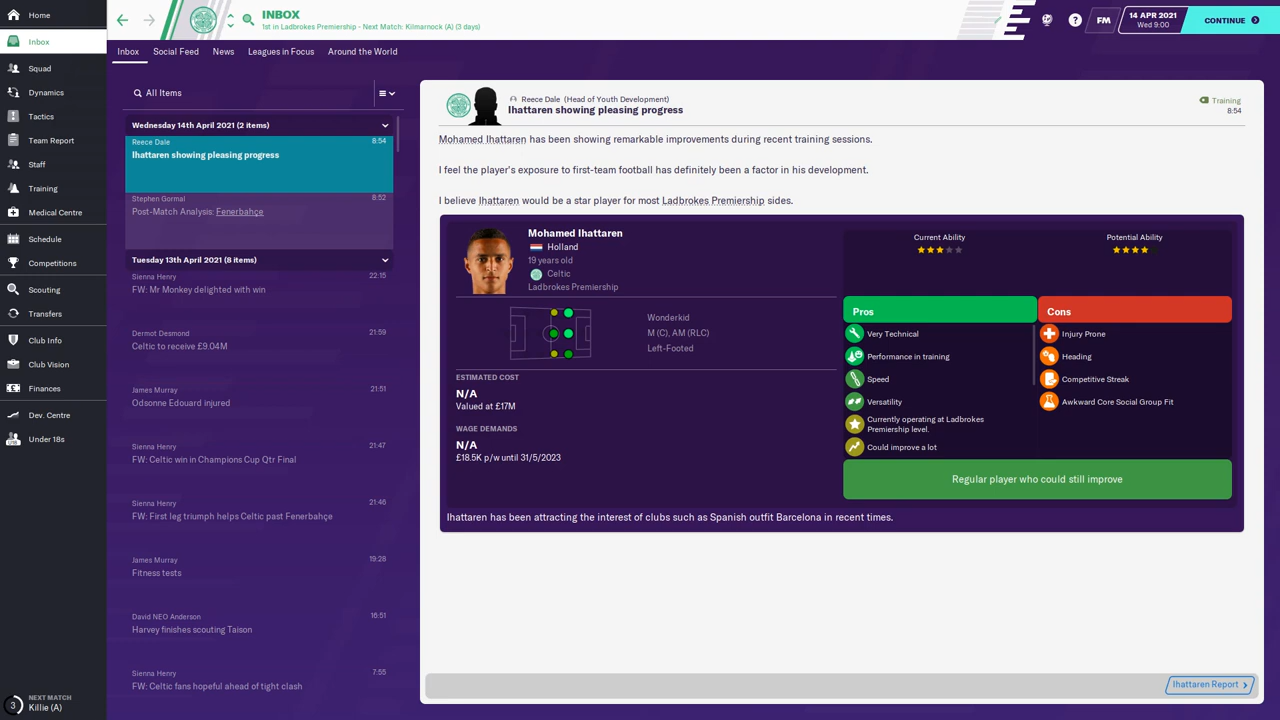 Home
Inbox
Squad
Dynamics
Tactics
Team Report
Staff
Training
Medical Centre
Schedule
Competitions
Scouting
Transfers
Club Info
Club Vision
Finances
Dev. Centre
Under 18s
3
NEXT MATCH
Killie (A)
INBOX
1st in Ladbrokes Premiership - Next Match: Kilmarnock (A) (3 days)
?
FM
14 APR 2021
Wed 9:00
CONTINUE
Inbox Social Feed News Leagues in Focus Around the World
All Items
Wednesday 14th April 2021 (2 items)
Reece Dale 8:54
Ihattaren showing pleasing progress
Stephen Gormal 8:52
Post-Match Analysis: Fenerbahçe
Tuesday 13th April 2021 (8 items)
Sienna Henry 22:15
FW: Mr Monkey delighted with win
Dermot Desmond 21:59
Celtic to receive £9.04M
James Murray 21:51
Odsonne Edouard injured
Sienna Henry 21:47
FW: Celtic win in Champions Cup Qtr Final
Sienna Henry 21:46
FW: First leg triumph helps Celtic past Fenerbahçe
James Murray 19:28
Fitness tests
David NEO Anderson 16:51
Harvey finishes scouting Taison
Sienna Henry 7:55
FW: Celtic fans hopeful ahead of tight clash
Reece Dale (Head of Youth Development)
Ihattaren showing pleasing progress
Training
8:54
Mohamed Ihattaren has been showing remarkable improvements during recent training sessions.
I feel the player's exposure to first-team football has definitely been a factor in his development.
I believe Ihattaren would be a star player for most Ladbrokes Premiership sides.
Mohamed Ihattaren
Holland
19 years old
Celtic
Ladbrokes Premiership
Wonderkid
M (C), AM (RLC)
Left-Footed
ESTIMATED COST
N/A
Valued at £17M
WAGE DEMANDS
N/A
£18.5K p/w until 31/5/2023
Current Ability Potential Ability
Pros
Very Technical
Performance in training
Speed
Versatility
Currently operating at Ladbrokes
Premiership level.
Could improve a lot
Cons
Injury Prone
Heading
Competitive Streak
Awkward Core Social Group Fit
Regular player who could still improve
Ihattaren has been attracting the interest of clubs such as Spanish outfit Barcelona in recent times.
Ihattaren Report